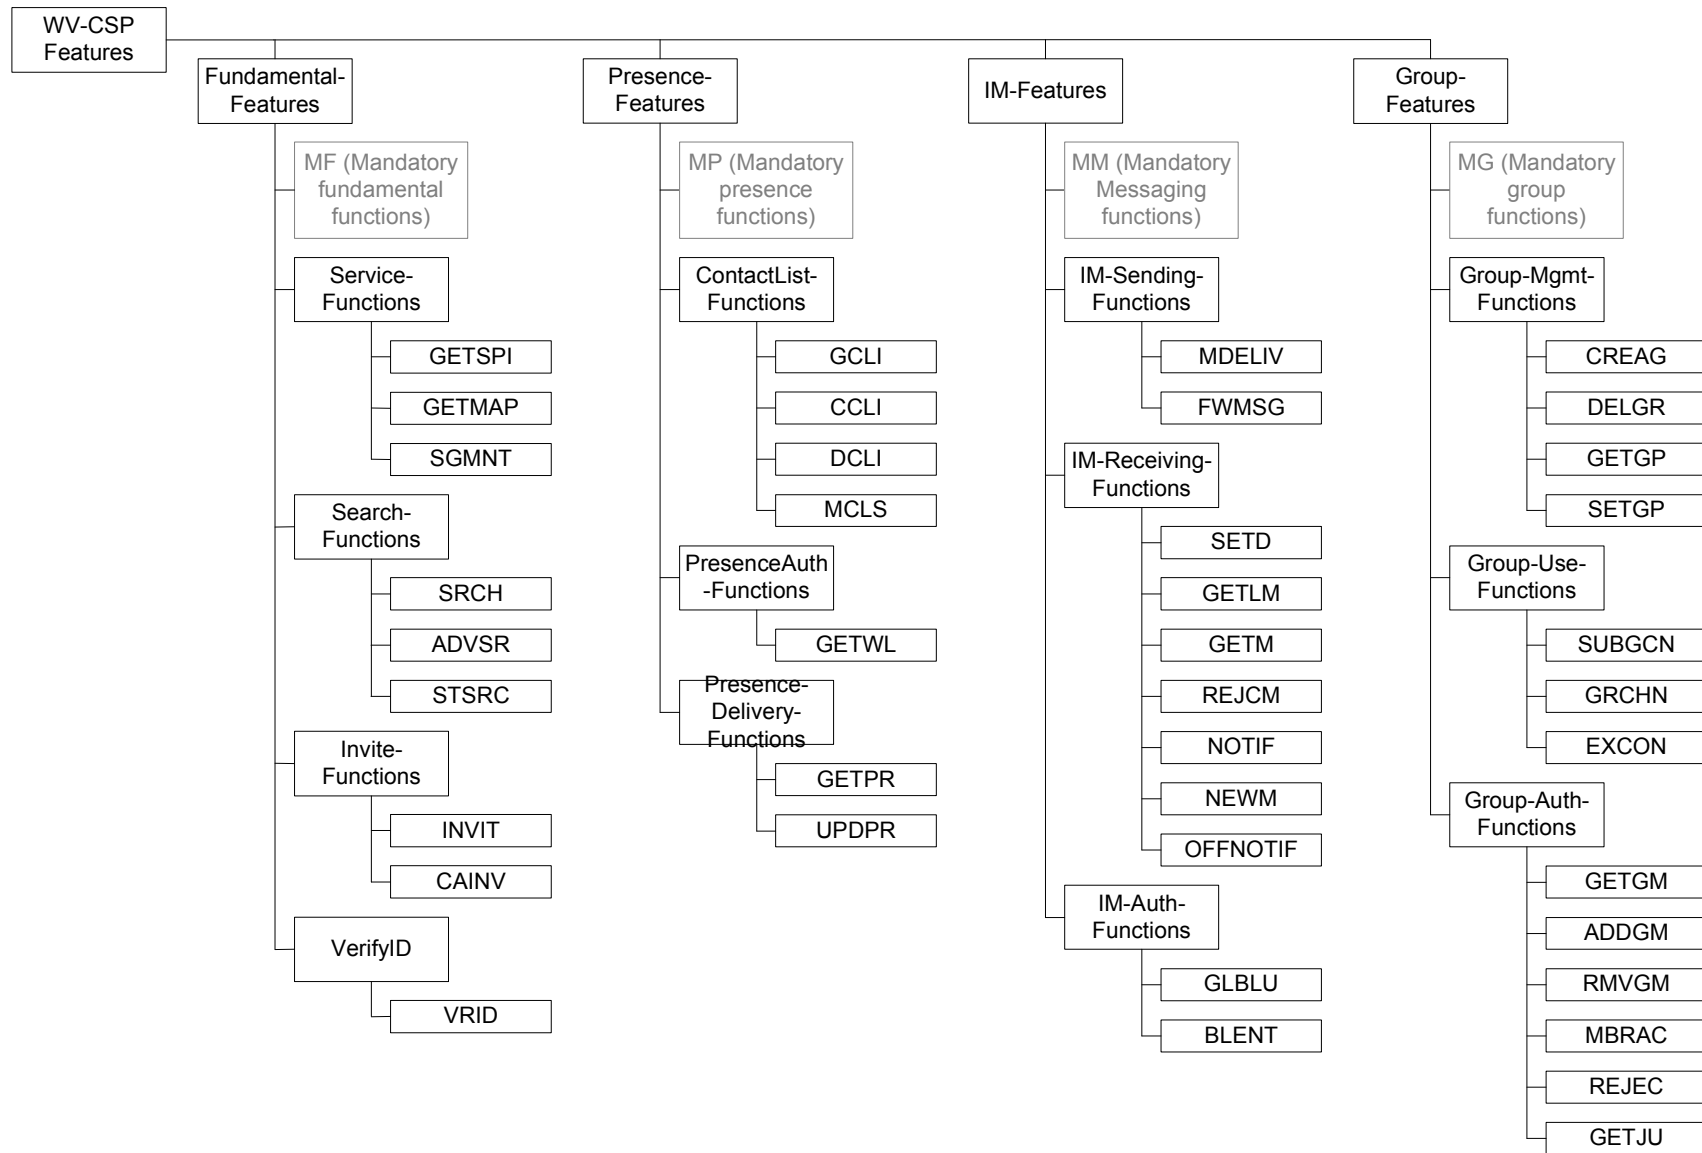 WV-CSP
Features
Fundamental-
Features
MF (Mandatory
fundamental
functions)
Service-
Functions
GETSPI
GETMAP
SGMNT
Search-
Functions
SRCH
ADVSR
STSRC
Invite-
Functions
INVIT
CAINV
VerifyID
VRID
Presence-
Features
MP (Mandatory
presence
functions)
ContactList-
Functions
GCLI
CCLI
DCLI
MCLS
PresenceAuth
-Functions
GETWL
Presence-
Delivery-
Functions
GETPR
UPDPR
IM-Features
MM (Mandatory
Messaging
functions)
IM-Sending-
Functions
MDELIV
FWMSG
IM-Receiving-
Functions
SETD
GETLM
GETM
REJCM
NOTIF
NEWM
OFFNOTIF
IM-Auth-
Functions
GLBLU
BLENT
Group-
Features
MG (Mandatory
group
functions)
Group-Mgmt-
Functions
CREAG
DELGR
GETGP
SETGP
Group-Use-
Functions
SUBGCN
GRCHN
EXCON
Group-Auth-
Functions
GETGM
ADDGM
RMVGM
MBRAC
REJEC
GETJU